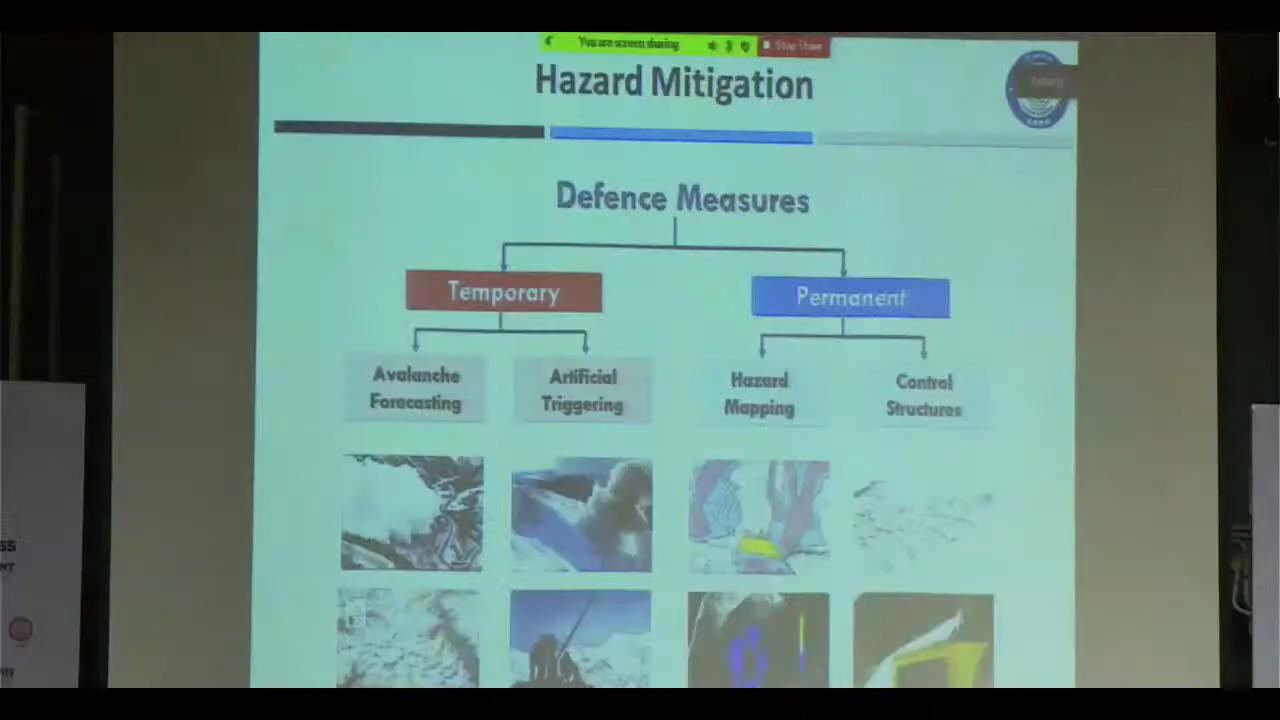 You are screen sharing
Stop Share
Hazard Mitigation
Defence Measures
Temporary
Permanent
Avalanche
Forecasting
Artificial
Triggering
Hazard
Mapping
Control
Structures